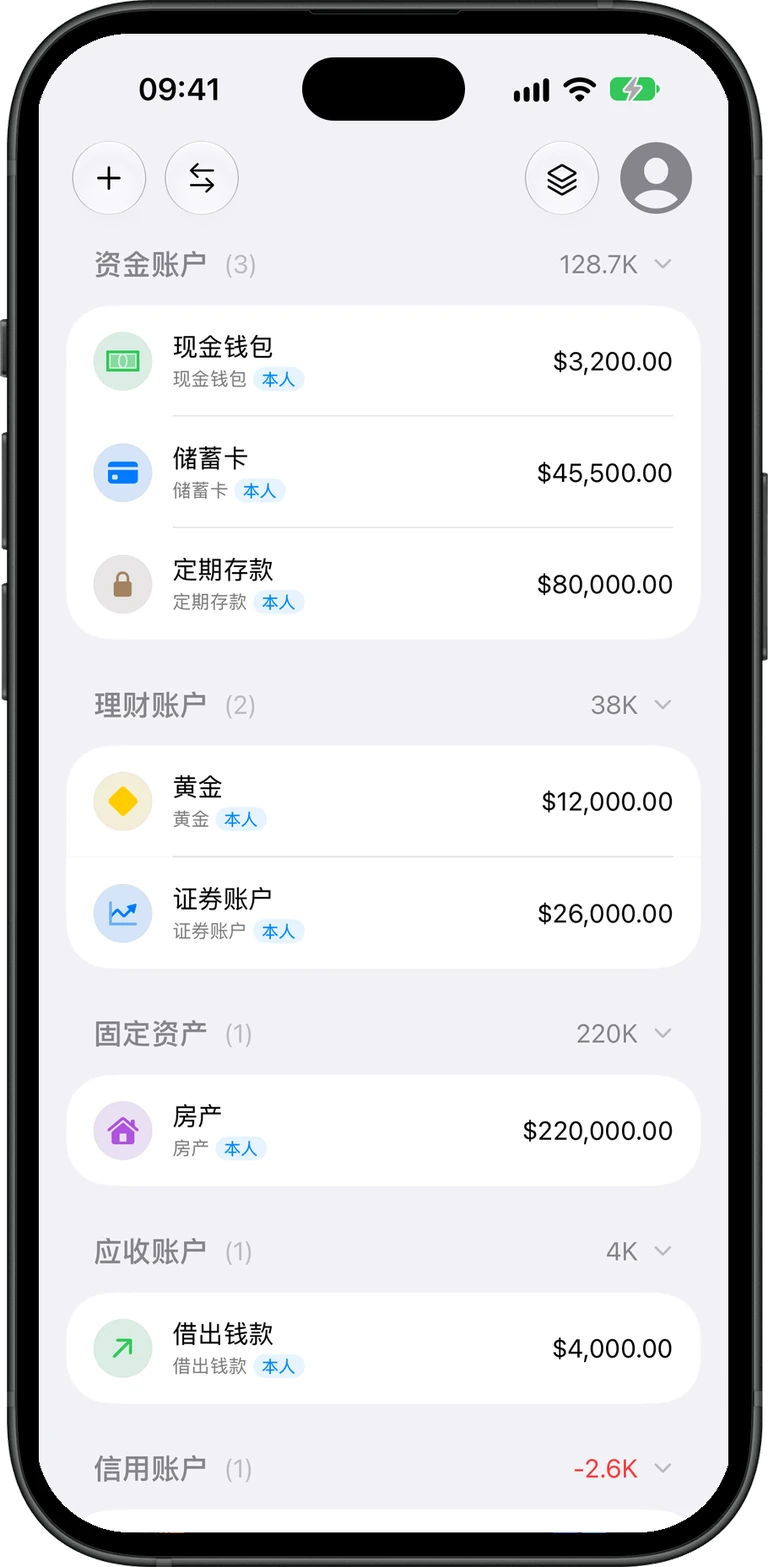 09:41
资金账户 (3) 128.7K
现金钱包
$3,200.00
现金钱包 本人
储蓄卡
$45,500.00
储蓄卡 本人
定期存款
$80,000.00
定期存款 本人
理财账户 (2) 38K
黄金
$12,000.00
黄金 本人
证券账户
$26,000.00
证券账户 本人
固定资产 (1) 220K
房产
$220,000.00
房产 本人
应收账户 (1) 4K
借出钱款
$4,000.00
借出钱款 本人
信用账户 (1) -2.6K